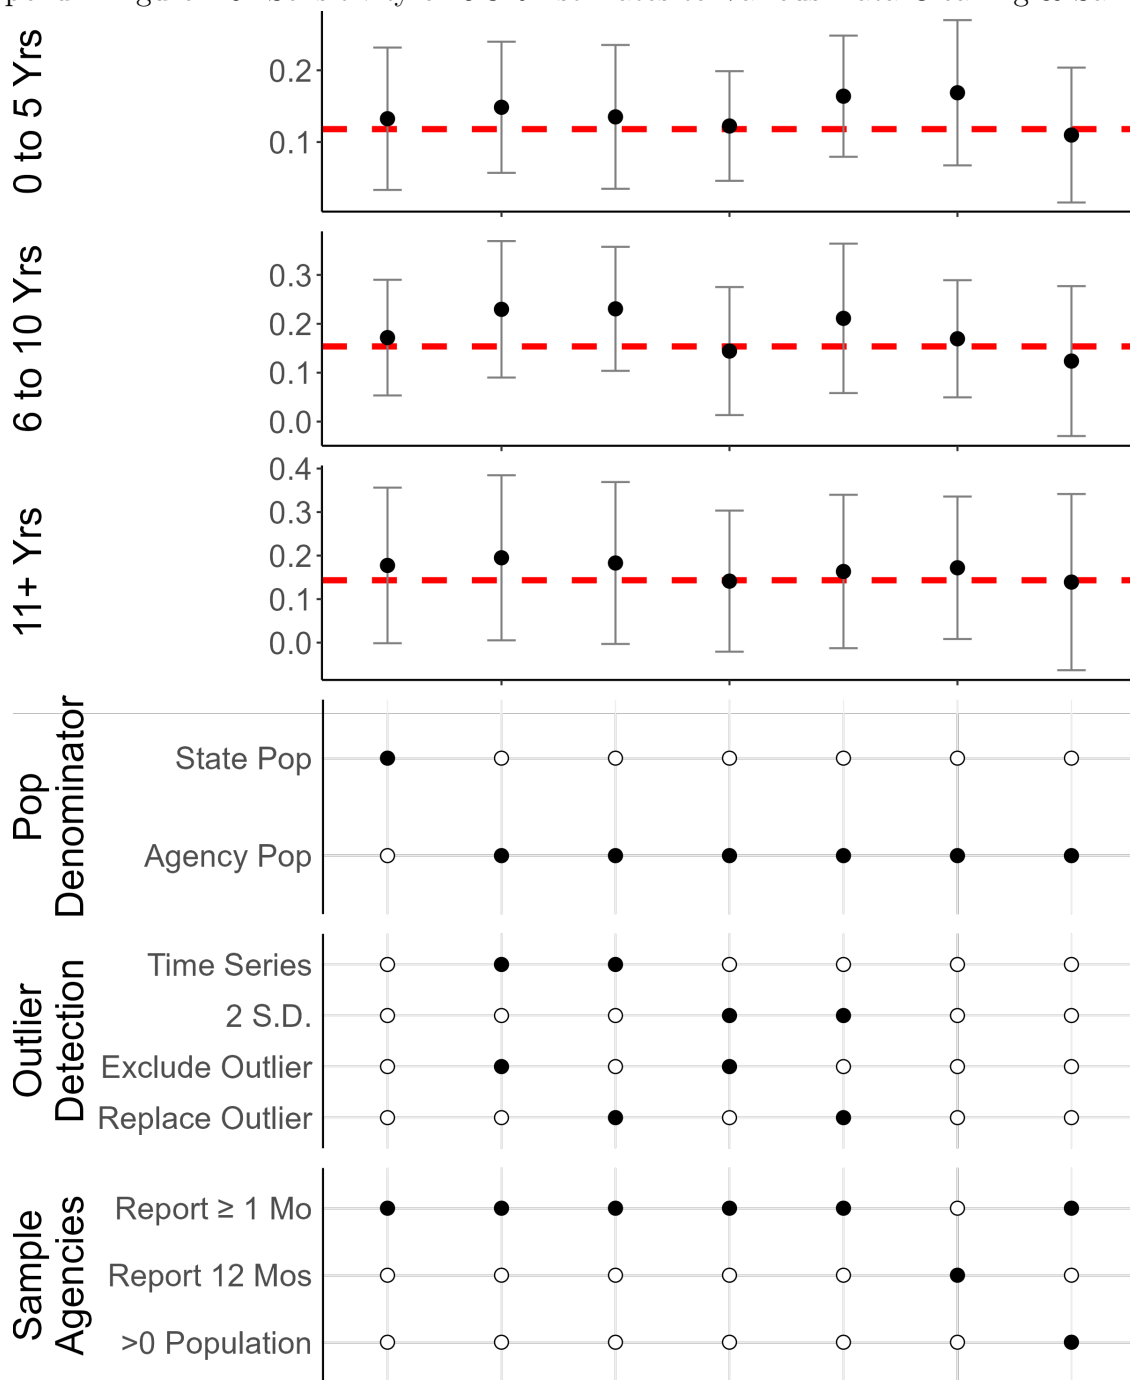 0 to 5 Yrs
0.2
0.1
6 to 10 Yrs
0.3
0.2
0.1
0.0
11+ Yrs
0.4
0.3
0.2
0.1
0.0
Pop
Denominator
State Pop
Agency Pop
Outlier
Detection
Time Series
2 S.D.
Exclude Outlier
Replace Outlier
Sample
Agencies
Report ≥ 1 Mo
Report 12 Mos
>0 Population